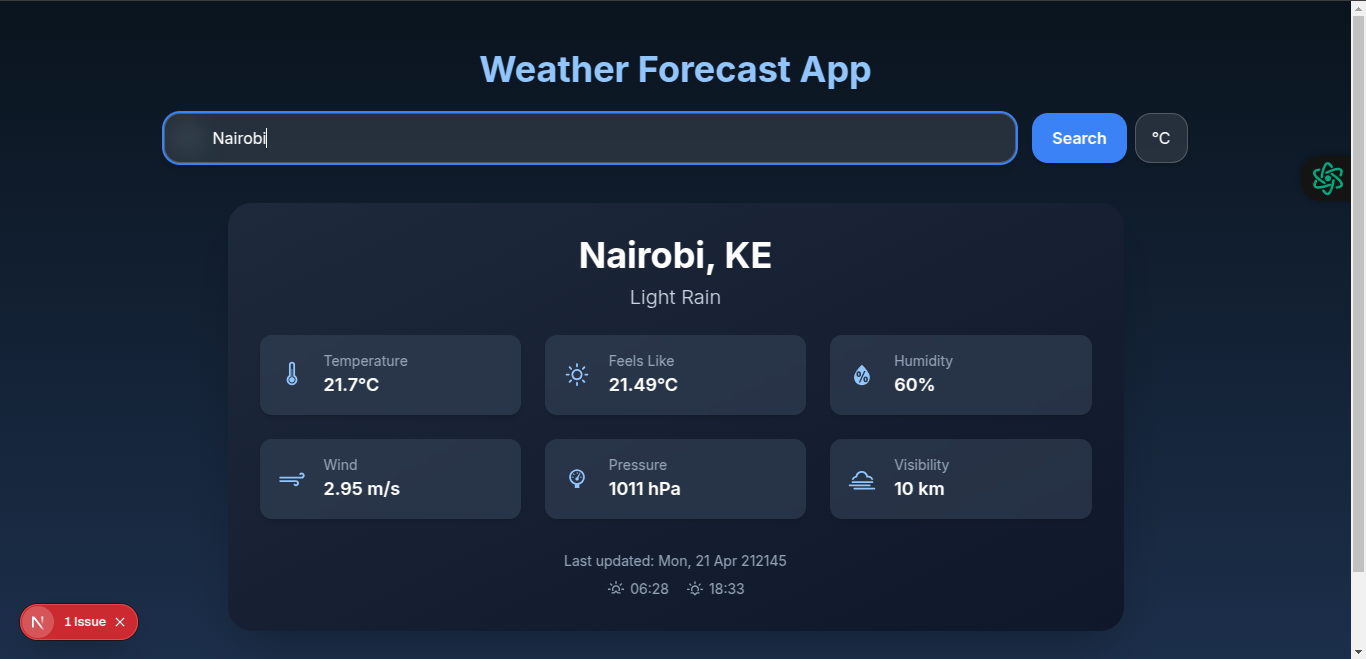 Weather Forecast App
Nairobi
Search
°C
Nairobi, KE
Light Rain
Temperature
21.7°C
Feels Like
21.49°C
Humidity
60%
Wind
2.95 m/s
Pressure
1011 hPa
Visibility
10 km
Last updated: Mon, 21 Apr 212145
06:28 18:33
N 1 Issue